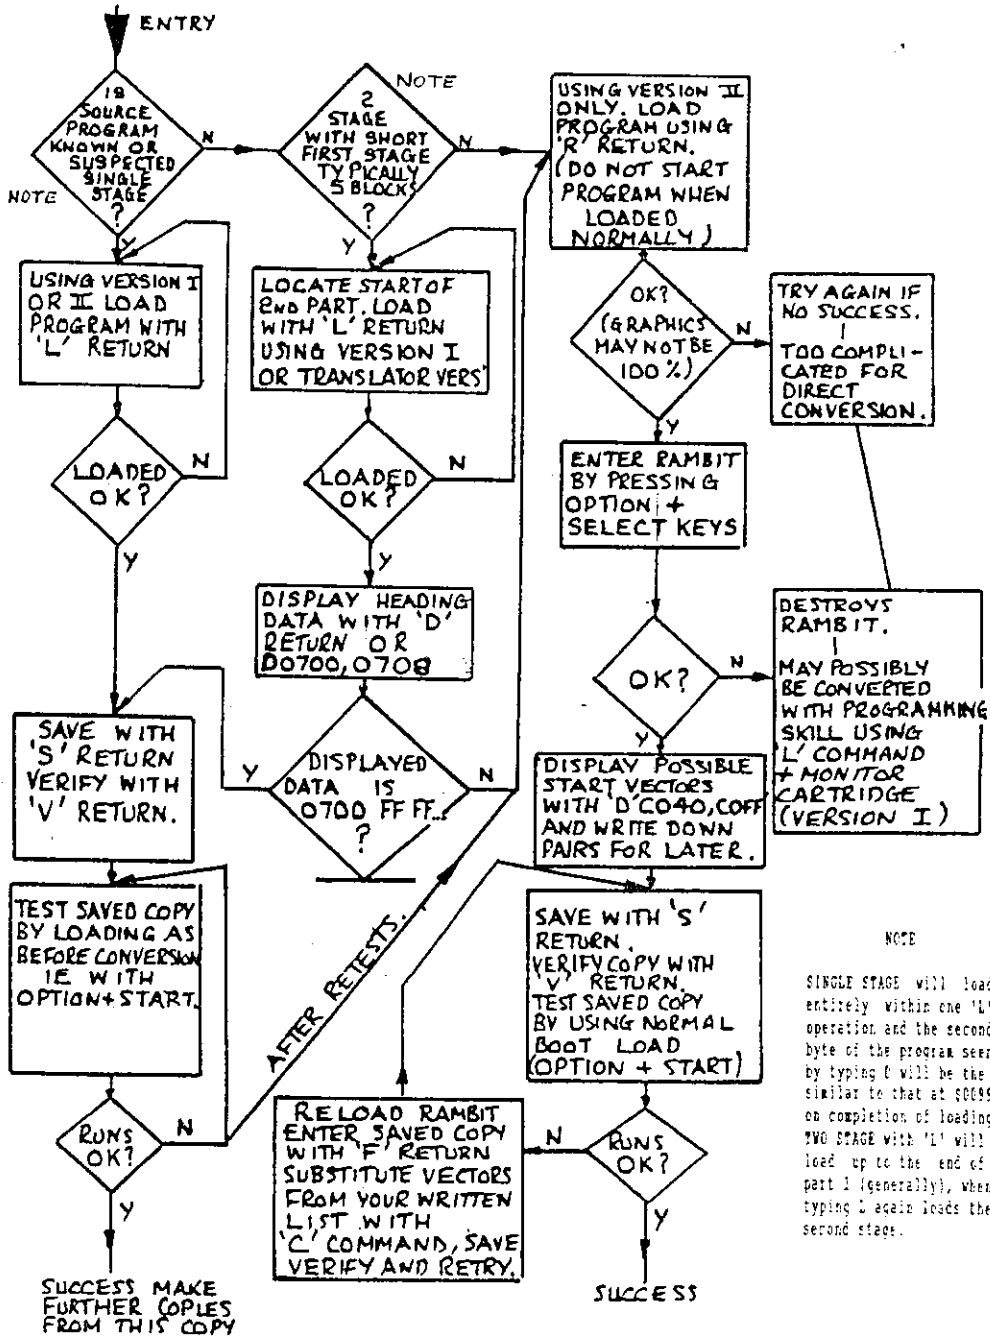 ENTRY
IS
SOURCE
PROGRAM
KNOWN OR
SUSPECTED
SINGLE
STAGE
?
NOTE
N
Y
2
STAGE
WITH SHORT
FIRST STAGE
TYPICALLY
5 BLOCKS
?
NOTE
N
Y
USING VERSION II
ONLY. LOAD
PROGRAM USING
'R' RETURN.
(DO NOT START
PROGRAM WHEN
LOADED
NORMALLY)
USING VERSION I
OR II LOAD
PROGRAM WITH
'L' RETURN
LOCATE START OF
2ND PART. LOAD
WITH 'L' RETURN
USING VERSION I
OR TRANSLATOR VERS'
OK?
(GRAPHICS
MAY NOT BE
100%)
N
Y
TRY AGAIN IF
NO SUCCESS.
TOO COMPLI-
CATED FOR
DIRECT
CONVERSION.
LOADED
OK?
N
Y
LOADED
OK?
N
Y
ENTER RAMBIT
BY PRESSING
OPTION +
SELECT KEYS
DISPLAY HEADING
DATA WITH 'D'
RETURN OR
D0700,0708
OK?
N
Y
DESTROYS
RAMBIT.
MAY POSSIBLY
BE CONVERTED
WITH PROGRAMMING
SKILL USING
'L' COMMAND
+ MONITOR
CARTRIDGE
(VERSION I)
SAVE WITH
'S' RETURN
VERIFY WITH
'V' RETURN.
DISPLAYED
DATA IS
0700 FF FF..
?
Y
N
DISPLAY POSSIBLE
START VECTORS
WITH 'D'C040,C0FF
AND WRITE DOWN
PAIRS FOR LATER.
TEST SAVED COPY
BY LOADING AS
BEFORE CONVERSION
IE WITH
OPTION + START.
AFTER RETESTS.
SAVE WITH 'S'
RETURN.
VERIFY COPY WITH
'V' RETURN.
TEST SAVED COPY
BY USING NORMAL
BOOT LOAD
(OPTION + START)
RUNS
OK?
N
Y
RELOAD RAMBIT
ENTER SAVED COPY
WITH 'F' RETURN
SUBSTITUTE VECTORS
FROM YOUR WRITTEN
LIST WITH
'C' COMMAND, SAVE
VERIFY AND RETRY.
N
RUNS
OK?
Y
SUCCESS MAKE
FURTHER COPIES
FROM THIS COPY
SUCCESS
NOTE
SINGLE STAGE will load
entirely within one 'L'
operation and the second
byte of the program seen
by typing D will be the
similar to that at
on completion of loading
TWO STAGE with 'L' will
load up to the end of
part 1 (generally), when
typing L again loads the
second stage.